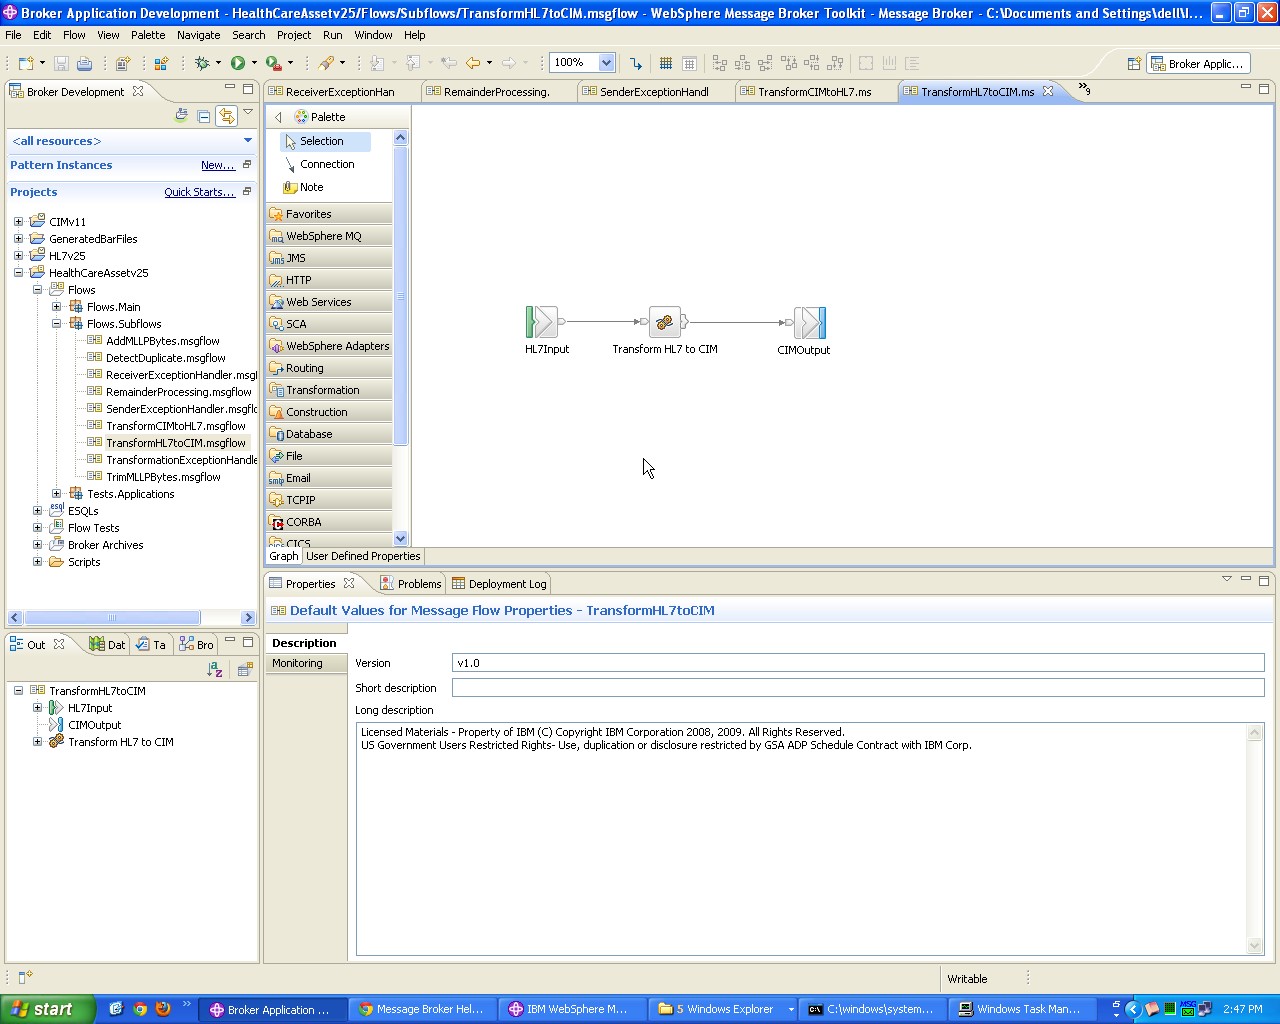 Broker Application Development - HealthCareAssetv25/Flows/Subflows/TransformHL7toCIM.msgflow - WebSphere Message Broker Toolkit - Message Broker - C:\Documents and Settings\dell\I...
File Edit Flow View Palette Navigate Search Project Run Window Help
100%
Broker Applic...
Broker Development
ReceiverExceptionHan
RemainderProcessing.
SenderExceptionHandl
TransformCIMtoHL7.ms
TransformHL7toCIM.ms
»9
<all resources>
Pattern Instances New...
Projects Quick Starts...
CIMv11
GeneratedBarFiles
HL7v25
HealthCareAssetv25
Flows
Flows.Main
Flows.Subflows
AddMLLPBytes.msgflow
DetectDuplicate.msgflow
ReceiverExceptionHandler.msgl
RemainderProcessing.msgflow
SenderExceptionHandler.msgflc
TransformCIMtoHL7.msgflow
TransformHL7toCIM.msgflow
TransformationExceptionHandle
TrimMLLPBytes.msgflow
Tests.Applications
ESQLs
Flow Tests
Broker Archives
Scripts
Palette
Selection
Connection
Note
Favorites
WebSphere MQ
JMS
HTTP
Web Services
SCA
WebSphere Adapters
Routing
Transformation
Construction
Database
File
Email
TCPIP
CORBA
CICS
HL7Input
Transform HL7 to CIM
CIMOutput
Graph User Defined Properties
Out Dat Ta Bro
TransformHL7toCIM
HL7Input
CIMOutput
Transform HL7 to CIM
Properties Problems Deployment Log
Default Values for Message Flow Properties - TransformHL7toCIM
Description
Monitoring
Version v1.0
Short description
Long description
Licensed Materials - Property of IBM (C) Copyright IBM Corporation 2008, 2009. All Rights Reserved.
US Government Users Restricted Rights- Use, duplication or disclosure restricted by GSA ADP Schedule Contract with IBM Corp.
Writable
start
Broker Application ...
Message Broker Hel...
IBM WebSphere M...
5 Windows Explorer
C:\windows\system...
Windows Task Man...
5
2:47 PM